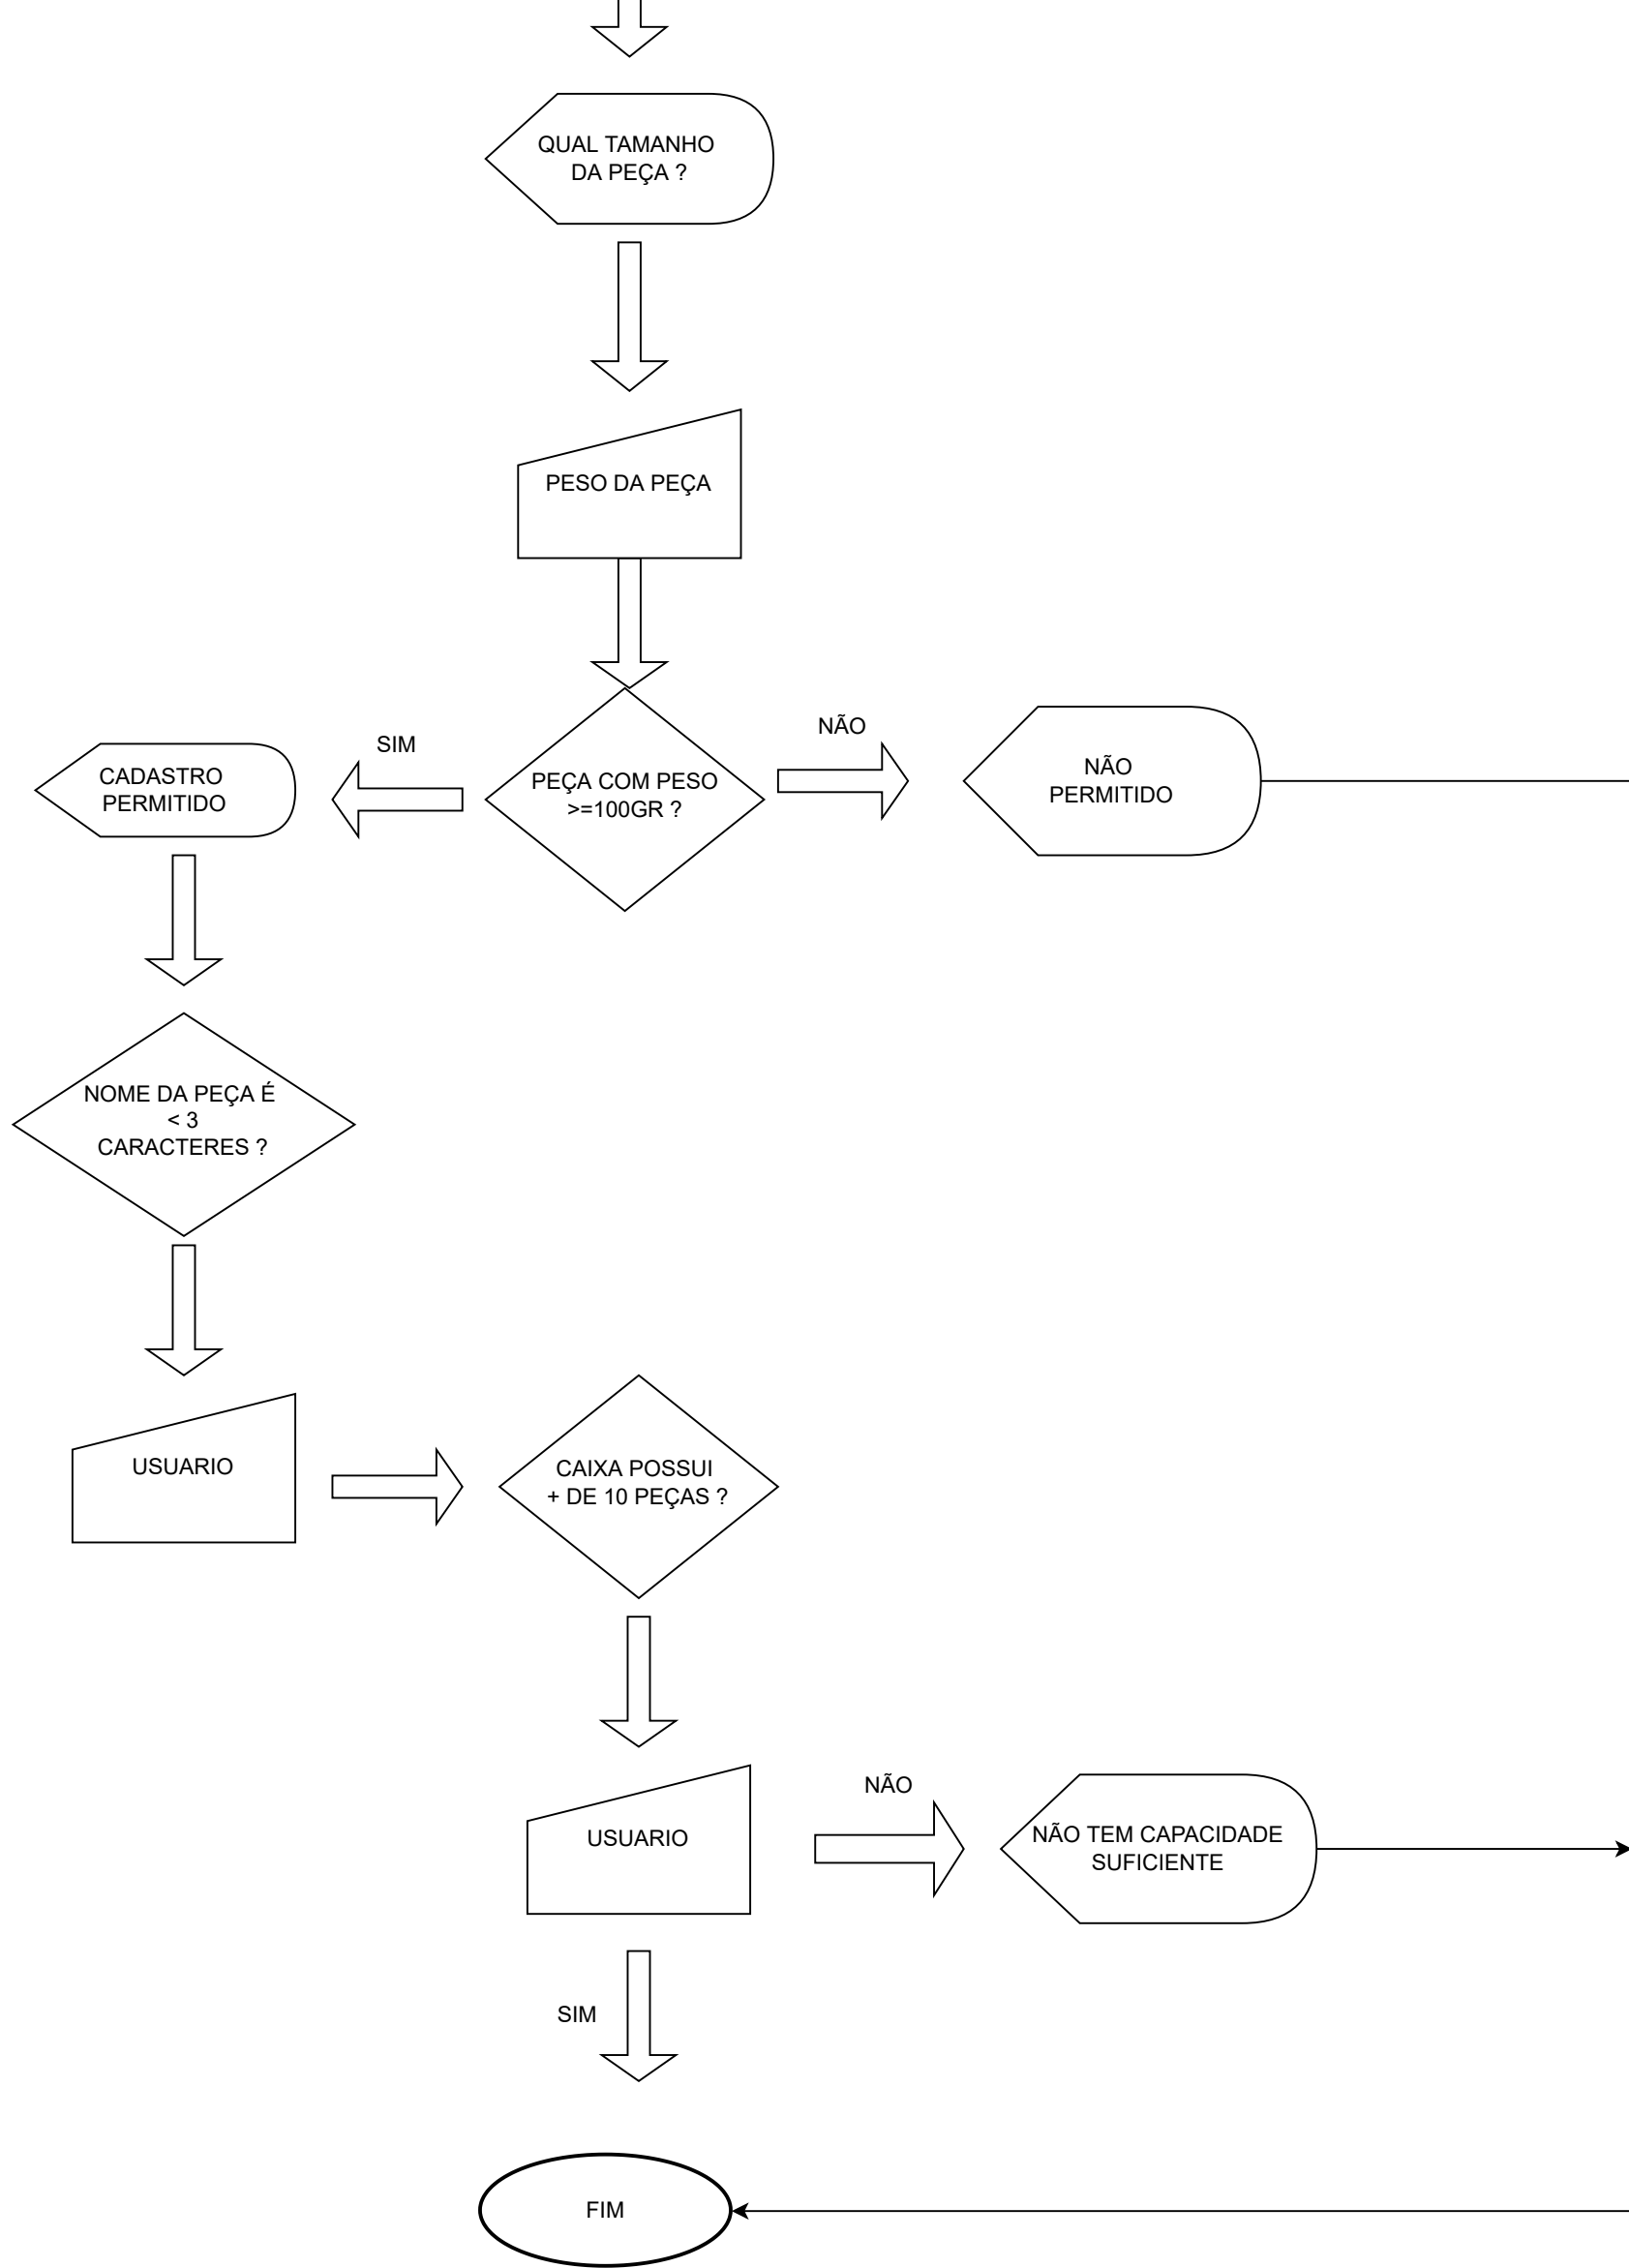 QUAL TAMANHO
DA PEÇA ?
PESO DA PEÇA
SIM
NÃO
CADASTRO
PERMITIDO
PEÇA COM PESO
>=100GR ?
NÃO
PERMITIDO
NOME DA PEÇA É
< 3
CARACTERES ?
USUARIO
CAIXA POSSUI
+ DE 10 PEÇAS ?
USUARIO
NÃO
NÃO TEM CAPACIDADE
SUFICIENTE
SIM
FIM